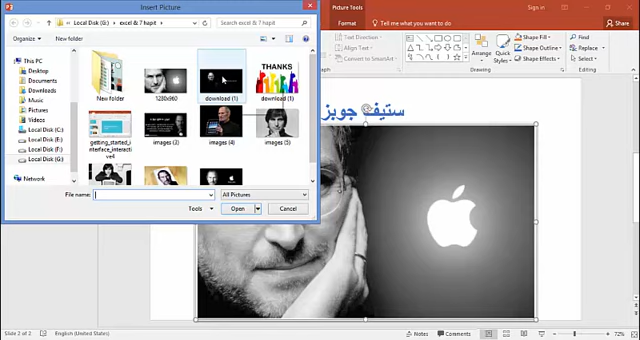 Insert Picture
Picture Tools
Sign in
Local Disk (G:) ▸ excel & 7 hapit
Search excel & 7 hapit
Format
Tell me what you want to do
Share
Organize
New folder
Text Direction
Align Text
Convert to SmartArt
Arrange
Quick
Styles
Shape Fill
Shape Outline
Shape Effects
Find
Replace
Select
Drawing
Editing
This PC
Desktop
Documents
Downloads
Music
Pictures
Videos
Local Disk (C:)
Local Disk (E:)
Local Disk (F:)
Local Disk (G:)
Network
New folder
1280x960
download (1)
THANKS
download (1)
getting_started_i
nterface_interacti
ve4
images (3)
images (4)
images (5)
File name:
All Pictures
Tools
Open
Cancel
ستيف جوبز
Slide 2 of 2
English (United States)
Notes
Comments
72%